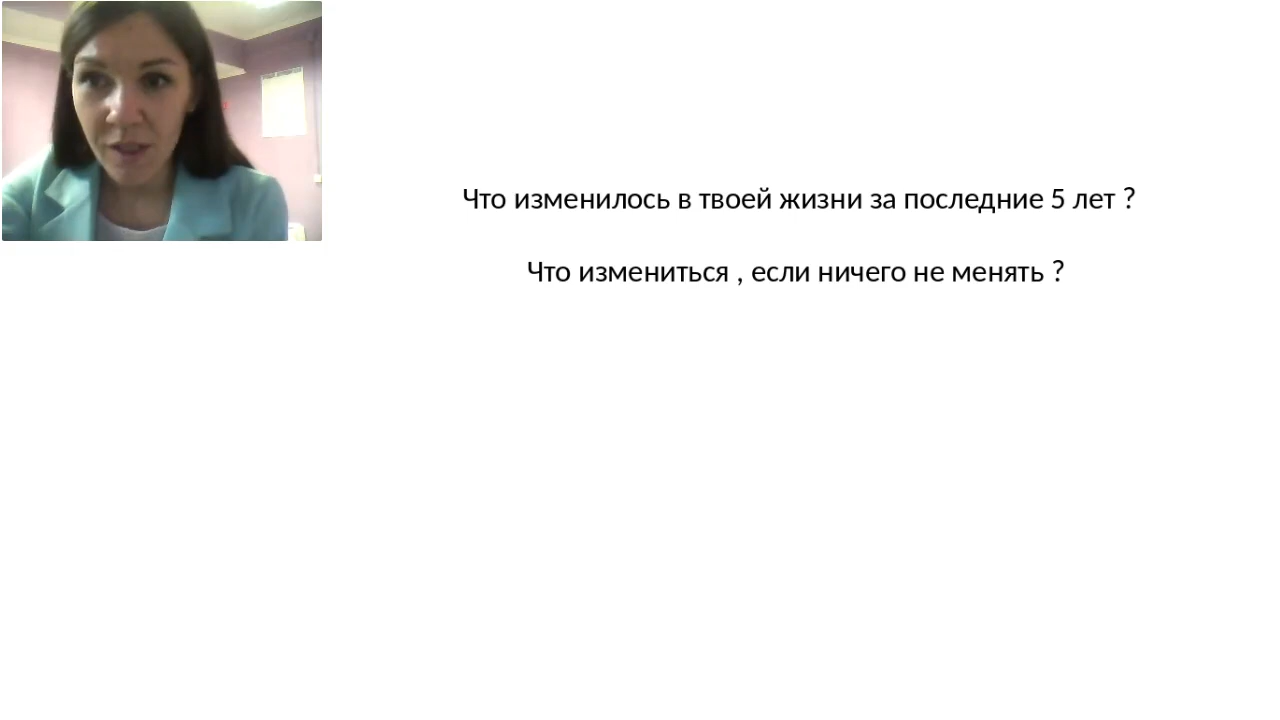 Что изменилось в твоей жизни за последние 5 лет ?
Что измениться , если ничего не менять ?